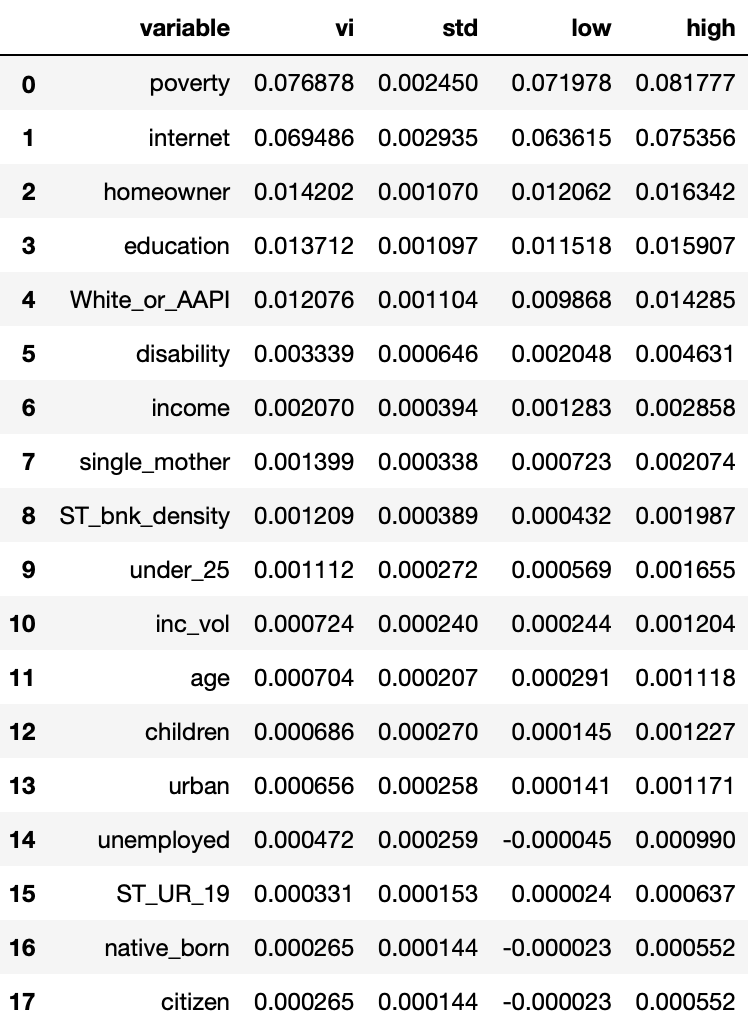 variable vi std low high
0 poverty 0.076878 0.002450 0.071978 0.081777
1 internet 0.069486 0.002935 0.063615 0.075356
2 homeowner 0.014202 0.001070 0.012062 0.016342
3 education 0.013712 0.001097 0.011518 0.015907
4 White_or_AAPI 0.012076 0.001104 0.009868 0.014285
5 disability 0.003339 0.000646 0.002048 0.004631
6 income 0.002070 0.000394 0.001283 0.002858
7 single_mother 0.001399 0.000338 0.000723 0.002074
8 ST_bnk_density 0.001209 0.000389 0.000432 0.001987
9 under_25 0.001112 0.000272 0.000569 0.001655
10 inc_vol 0.000724 0.000240 0.000244 0.001204
11 age 0.000704 0.000207 0.000291 0.001118
12 children 0.000686 0.000270 0.000145 0.001227
13 urban 0.000656 0.000258 0.000141 0.001171
14 unemployed 0.000472 0.000259 -0.000045 0.000990
15 ST_UR_19 0.000331 0.000153 0.000024 0.000637
16 native_born 0.000265 0.000144 -0.000023 0.000552
17 citizen 0.000265 0.000144 -0.000023 0.000552